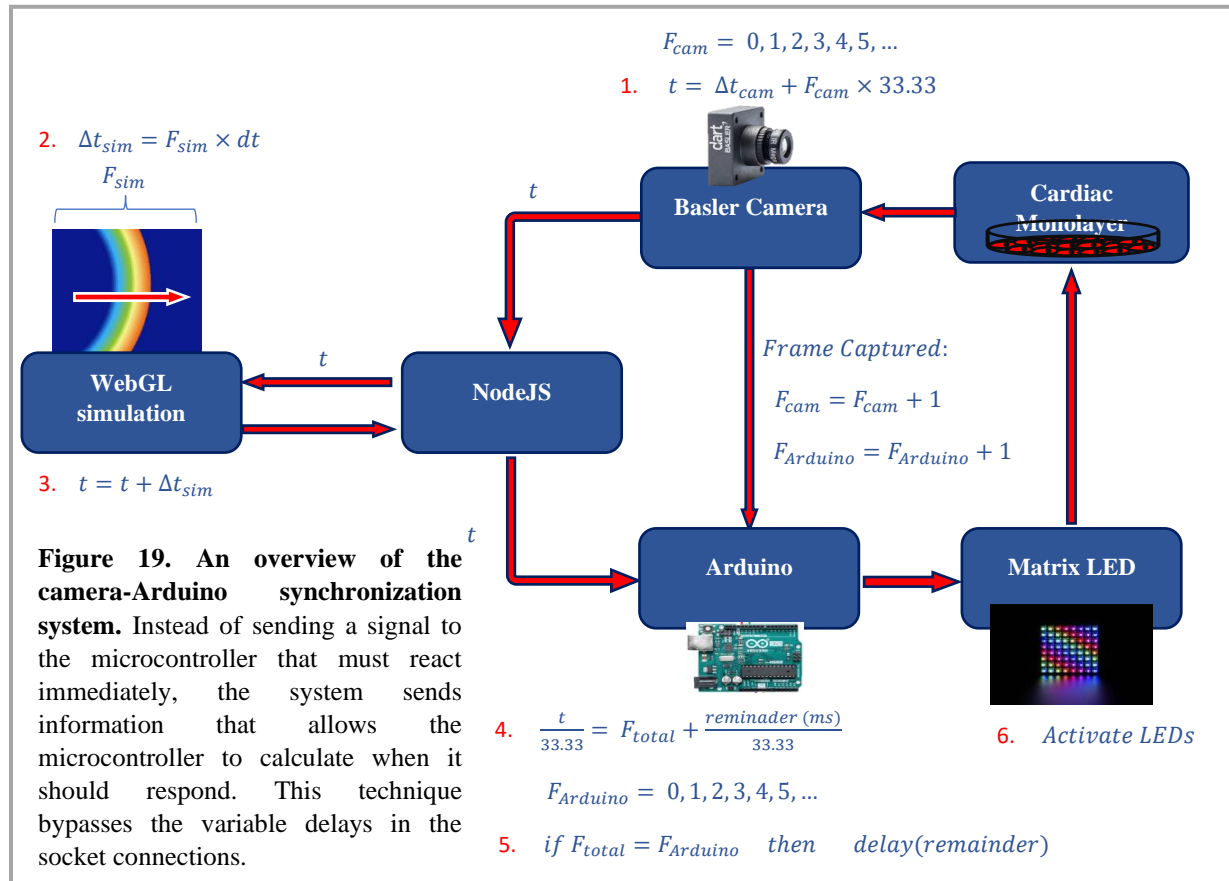 F_cam = 0, 1, 2, 3, 4, 5, …
1. t = Δt_cam + F_cam × 33.33
2. Δt_sim = F_sim × dt
F_sim
dart
BASLER
t
Basler Camera
Cardiac
Monolayer
t
WebGL
simulation
NodeJS
Frame Captured:
F_cam = F_cam + 1
F_Arduino = F_Arduino + 1
3. t = t + Δt_sim
t
Arduino
Matrix LED
Figure 19. An overview of the
camera-Arduino synchronization
system. Instead of sending a signal to
the microcontroller that must react
immediately, the system sends
information that allows the
microcontroller to calculate when it
should respond. This technique
bypasses the variable delays in the
socket connections.
ARDUINO
4. t/33.33 = F_total + reminader (ms)/33.33
F_Arduino = 0, 1, 2, 3, 4, 5, …
5. if F_total = F_Arduino then delay(remainder)
6. Activate LEDs